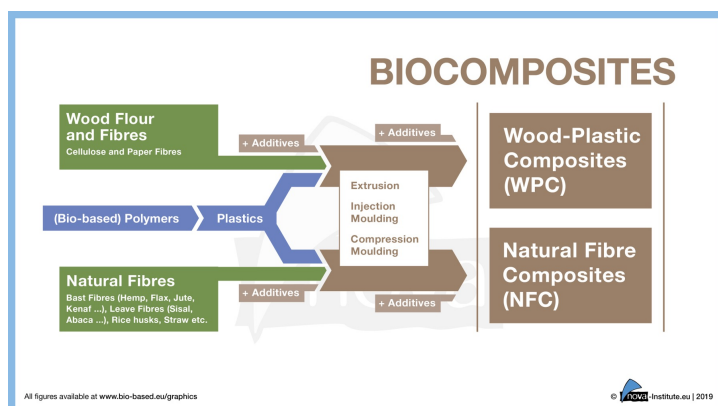 BIOCOMPOSITES
Wood Flour
and Fibres
Cellulose and Paper Fibres
+ Additives
+ Additives
Wood-Plastic
Composites
(WPC)
Extrusion
Injection
Moulding
Compression
Moulding
(Bio-based) Polymers
Plastics
Natural Fibres
Bast Fibres (Hemp, Flax, Jute,
Kenaf ...), Leave Fibres (Sisal,
Abaca ...), Rice husks, Straw etc.
+ Additives
+ Additives
Natural Fibre
Composites
(NFC)
nova
All figures available at www.bio-based.eu/graphics
© nova-Institute.eu | 2019